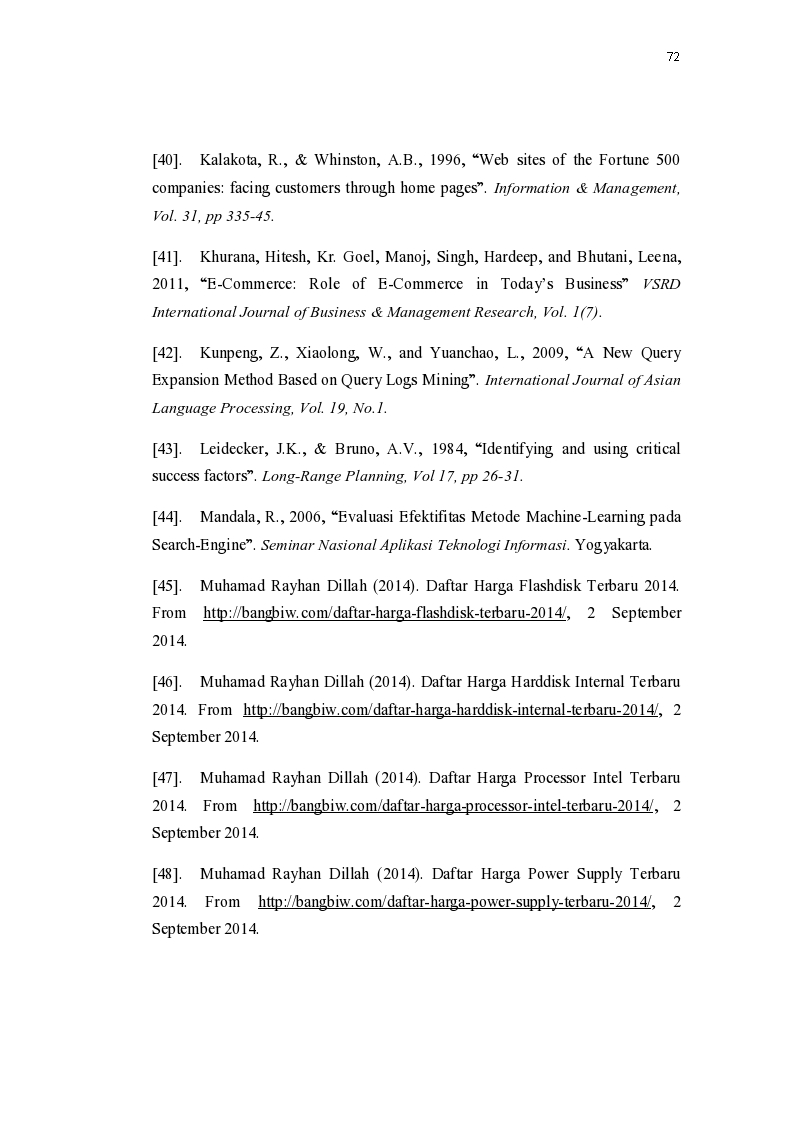 72
[40]. Kalakota, R., & Whinston, A.B., 1996, “Web sites of the Fortune 500
companies: facing customers through home pages”. Information & Management,
Vol. 31, pp 335-45.
[41]. Khurana, Hitesh, Kr. Goel, Manoj, Singh, Hardeep, and Bhutani, Leena,
2011, “E-Commerce: Role of E-Commerce in Today’s Business” VSRD
International Journal of Business & Management Research, Vol. 1(7).
[42]. Kunpeng, Z., Xiaolong, W., and Yuanchao, L., 2009, “A New Query
Expansion Method Based on Query Logs Mining”. International Journal of Asian
Language Processing, Vol. 19, No.1.
[43]. Leidecker, J.K., & Bruno, A.V., 1984, “Identifying and using critical
success factors”. Long-Range Planning, Vol 17, pp 26-31.
[44]. Mandala, R., 2006, “Evaluasi Efektifitas Metode Machine-Learning pada
Search-Engine”. Seminar Nasional Aplikasi Teknologi Informasi. Yogyakarta.
[45]. Muhamad Rayhan Dillah (2014). Daftar Harga Flashdisk Terbaru 2014.
From http://bangbiw.com/daftar-harga-flashdisk-terbaru-2014/, 2 September
2014.
[46]. Muhamad Rayhan Dillah (2014). Daftar Harga Harddisk Internal Terbaru
2014. From http://bangbiw.com/daftar-harga-harddisk-internal-terbaru-2014/, 2
September 2014.
[47]. Muhamad Rayhan Dillah (2014). Daftar Harga Processor Intel Terbaru
2014. From http://bangbiw.com/daftar-harga-processor-intel-terbaru-2014/, 2
September 2014.
[48]. Muhamad Rayhan Dillah (2014). Daftar Harga Power Supply Terbaru
2014. From http://bangbiw.com/daftar-harga-power-supply-terbaru-2014/, 2
September 2014.